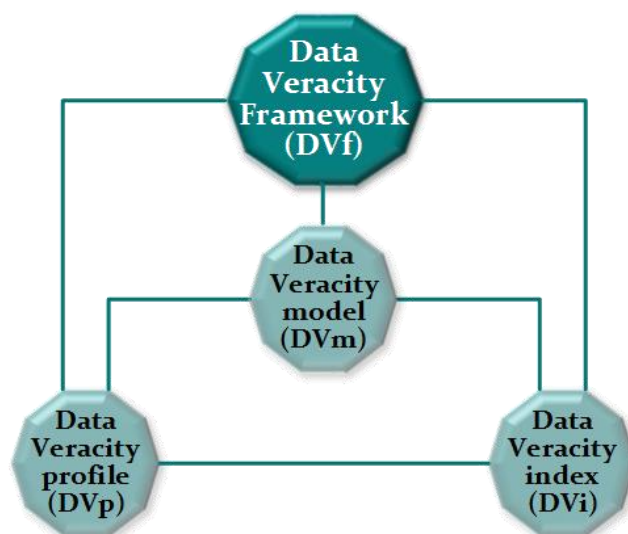 Data
Veracity
Framework
(DVf)
Data
Veracity
model
(DVm)
Data
Veracity
profile
(DVp)
Data
Veracity
index
(DVi)